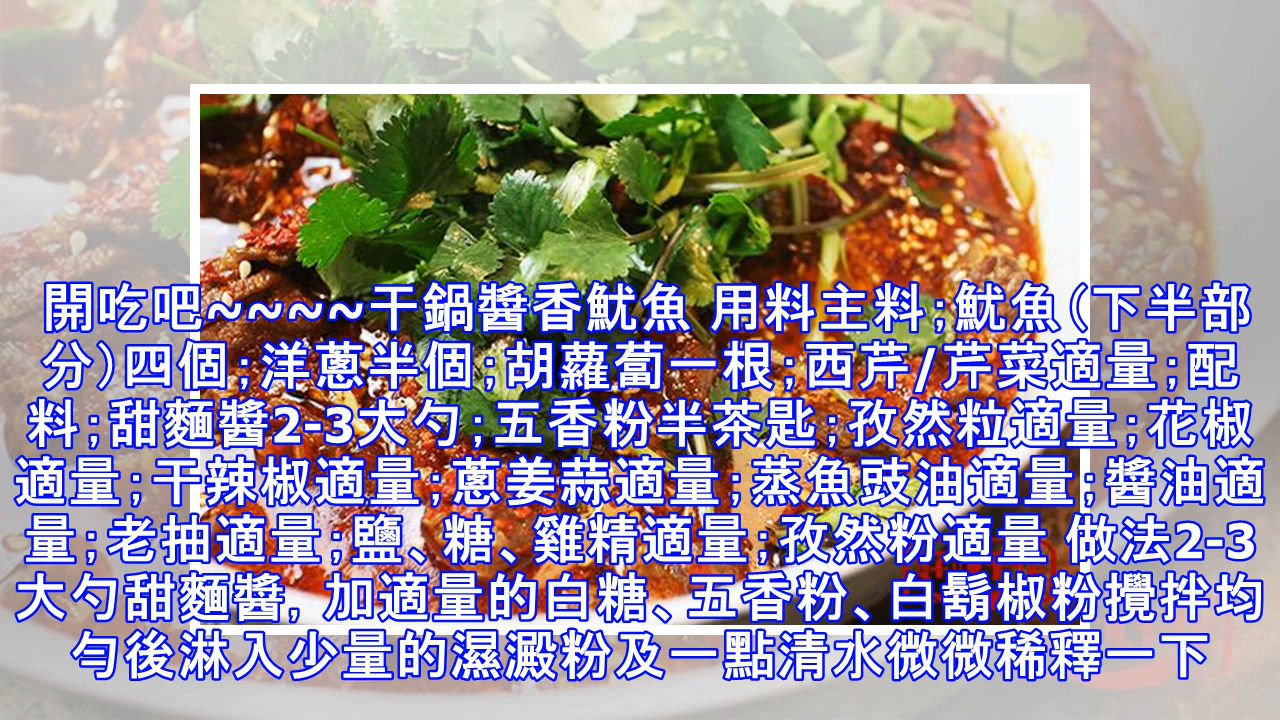 開吃吧~~~~干鍋醬香魷魚 用料主料;魷魚(下半部
分)四個;洋蔥半個;胡蘿蔔一根;西芹/芹菜適量;配
料;甜麵醬2-3大勺;五香粉半茶匙;孜然粒適量;花椒
適量;干辣椒適量;蔥姜蒜適量;蒸魚豉油適量;醬油適
量;老抽適量;鹽、糖、雞精適量;孜然粉適量 做法2-3
大勺甜麵醬, 加適量的白糖、五香粉、白鬍椒粉攪拌均
勻後淋入少量的濕澱粉及一點清水微微稀釋一下